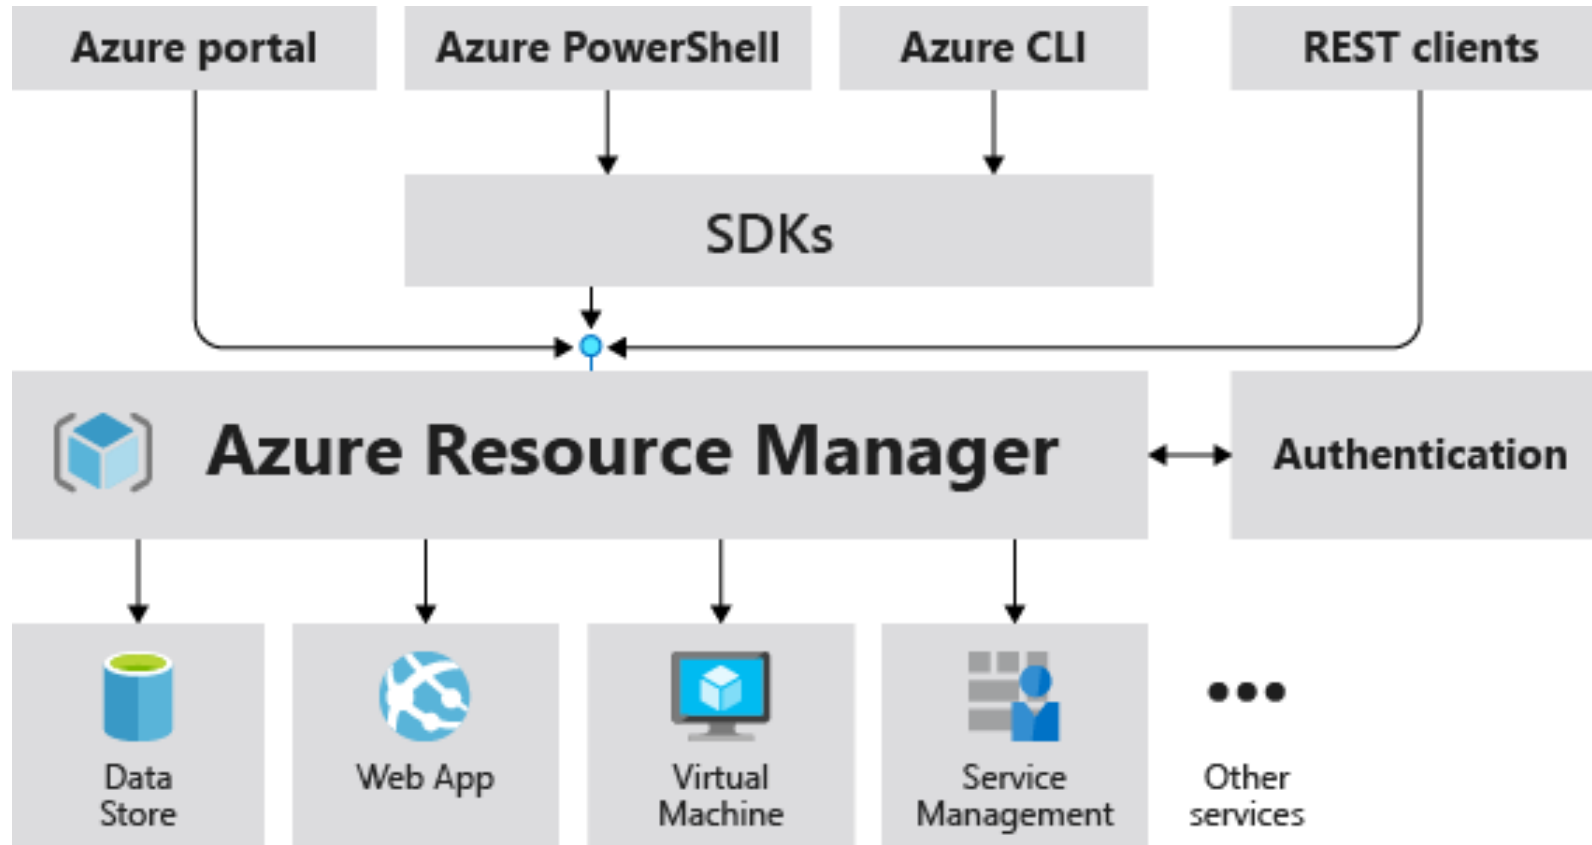 Azure portal
Azure PowerShell
Azure CLI
REST clients
SDKs
Azure Resource Manager
Authentication
Data
Store
Web App
Virtual
Machine
Service
Management
Other
services